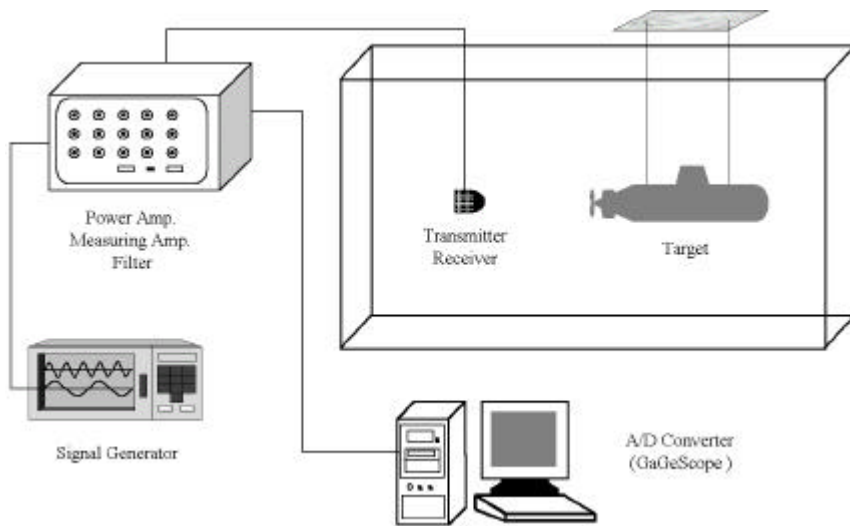 Power Amp.
Measuring Amp.
Filter
Transmitter
Receiver
Target
Signal Generator
A/D Converter
(GaGeScope)